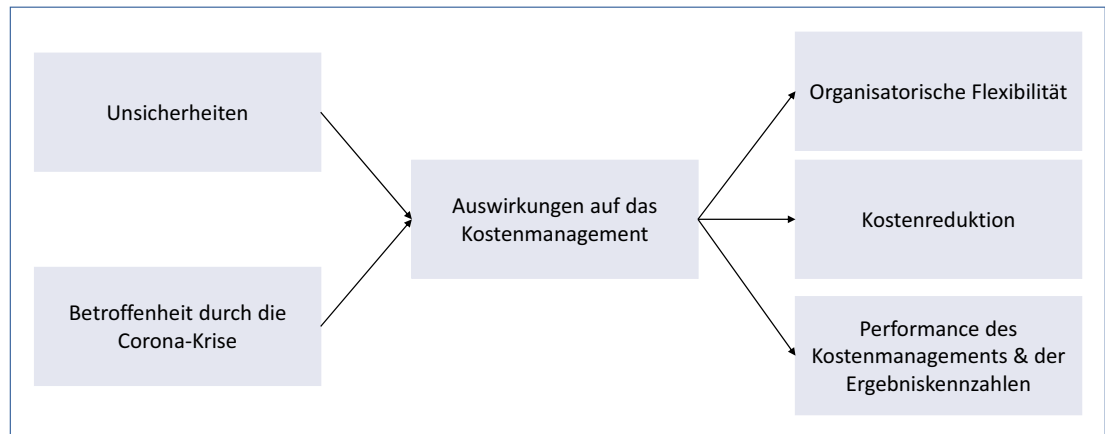 Unsicherheiten
Betroffenheit durch die
Corona-Krise
Auswirkungen auf das
Kostenmanagement
Organisatorische Flexibilität
Kostenreduktion
Performance des
Kostenmanagements & der
Ergebniskennzahlen